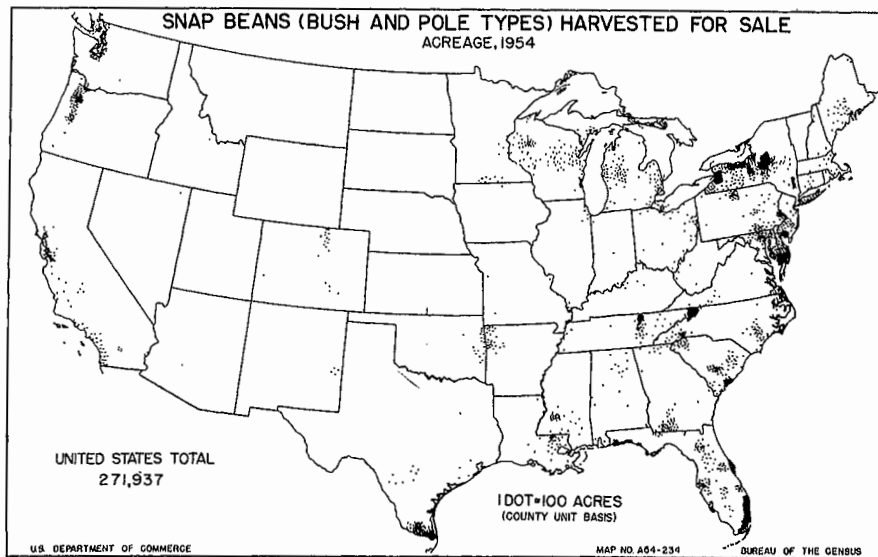 SNAP BEANS (BUSH AND POLE TYPES) HARVESTED FOR SALE
ACREAGE, 1954
UNITED STATES TOTAL
271,937
1 DOT=100 ACRES
(COUNTY UNIT BASIS)
U.S. DEPARTMENT OF COMMERCE
MAP NO. A54-234
BUREAU OF THE CENSUS